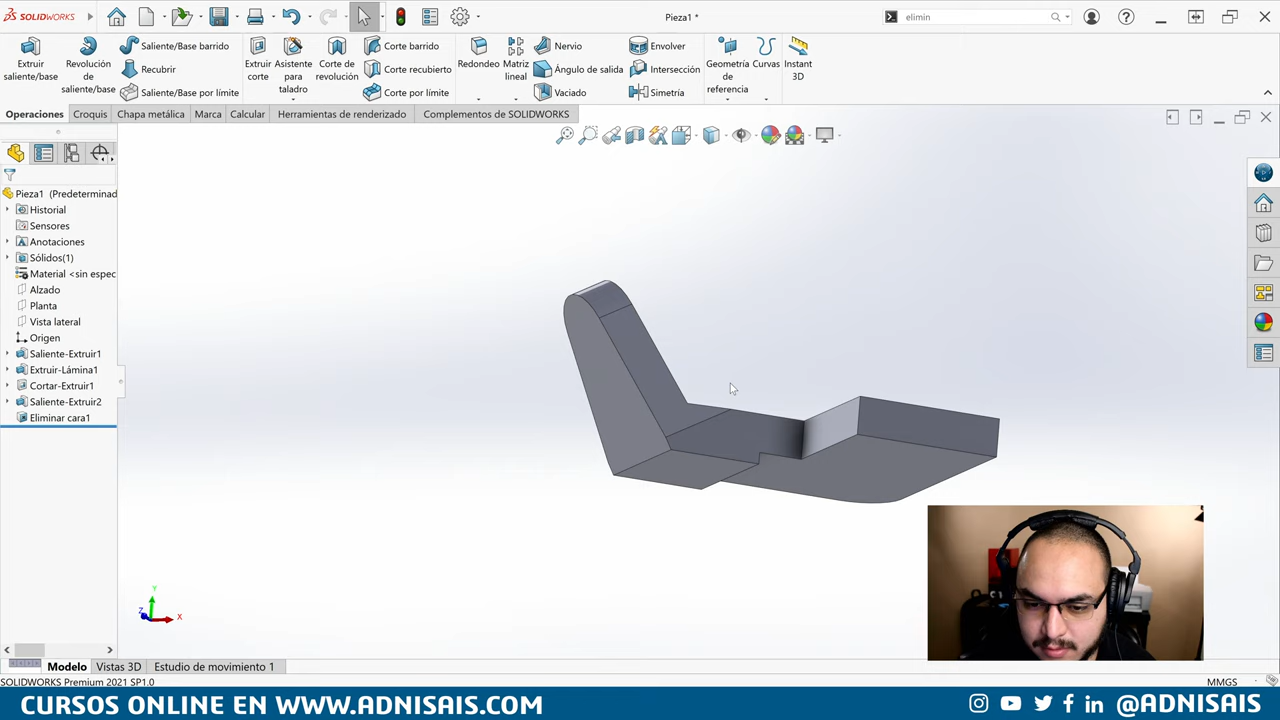 SOLIDWORKS
Pieza1 *
elimin
Extruir saliente/base
Revolución de saliente/base
Saliente/Base barrido
Recubrir
Saliente/Base por límite
Extruir corte
Asistente para taladro
Corte de revolución
Corte barrido
Corte recubierto
Corte por límite
Redondeo
Matriz lineal
Nervio
Ángulo de salida
Vaciado
Envolver
Intersección
Simetría
Geometría de referencia
Curvas
Instant 3D
Operaciones
Croquis
Chapa metálica
Marca
Calcular
Herramientas de renderizado
Complementos de SOLIDWORKS
Pieza1 (Predeterminad
Historial
Sensores
Anotaciones
Sólidos(1)
Material <sin espec
Alzado
Planta
Vista lateral
Origen
Saliente-Extruir1
Extruir-Lámina1
Cortar-Extruir1
Saliente-Extruir2
Eliminar cara1
Y
Z
X
Modelo
Vistas 3D
Estudio de movimiento 1
SOLIDWORKS Premium 2021 SP1.0
MMGS
CURSOS ONLINE EN WWW.ADNISAIS.COM
@ADNISAIS